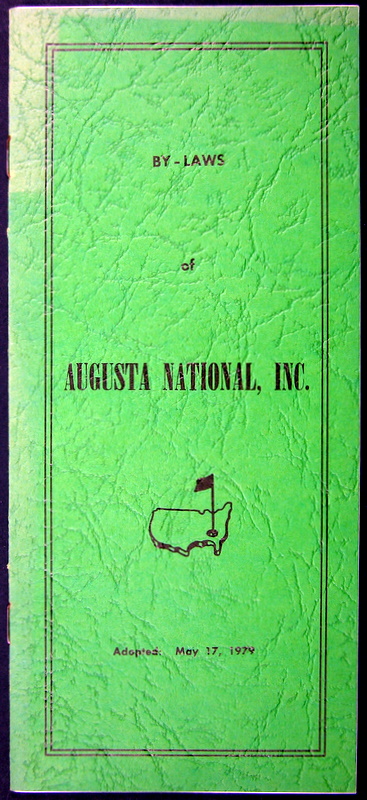 BY-LAWS
of
AUGUSTA NATIONAL, INC.
Adopted: May 17, 1979